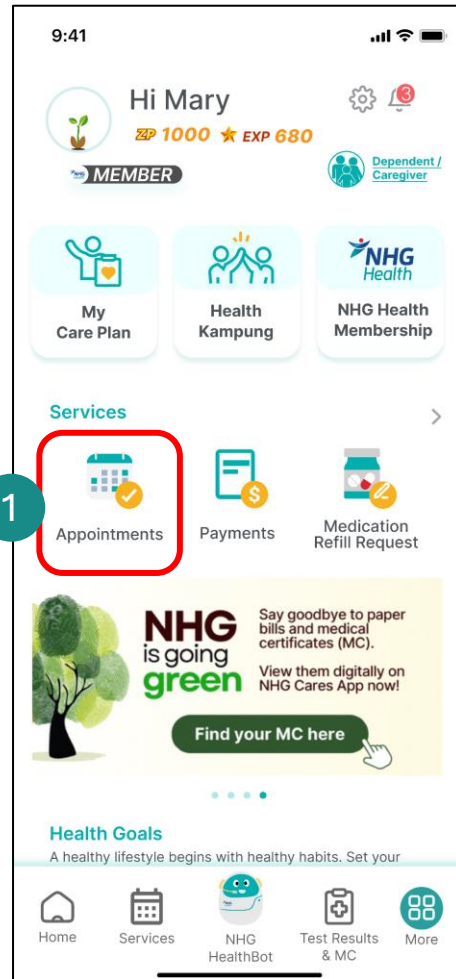 9:41
Hi Mary
3
ZP 1000 EXP 680
NHG Health MEMBER
Dependent /
Caregiver
My
Care Plan
Health
Kampung
NHG
Health
NHG Health
Membership
Services
1
Appointments
$
Payments
Medication
Refill Request
NHG
is going
green
Say goodbye to paper
bills and medical
certificates (MC).
View them digitally on
NHG Cares App now!
Find your MC here
Health Goals
A healthy lifestyle begins with healthy habits. Set your
Home
Services
NHG
HealthBot
Test Results
& MC
More